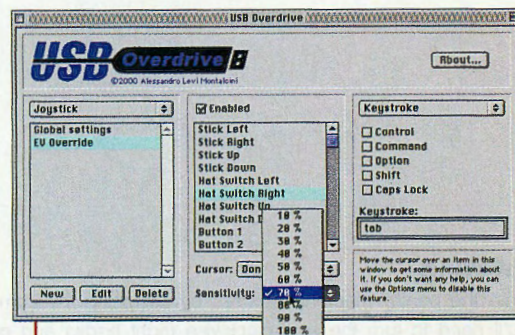 USB Overdrive
USB Overdrive
©2000 Alessandro Levi Montalcini
About...
Joystick
Global settings
EV Override
New
Edit
Delete
Enabled
Stick Left
Stick Right
Stick Up
Stick Down
Hat Switch Left
Hat Switch Right
Hat Switch Up
Hat Switch D
Button 1
Button 2
Cursor: Don
Sensitivity:
10 %
20 %
30 %
40 %
50 %
60 %
✓ 70 %
80 %
90 %
100 %
Keystroke
Control
Command
Option
Shift
Caps Lock
Keystroke:
tab
Move the cursor over an item in this
window to get some information about
it. If you don't want any help, you can
use the Options menu to disable this
feature.